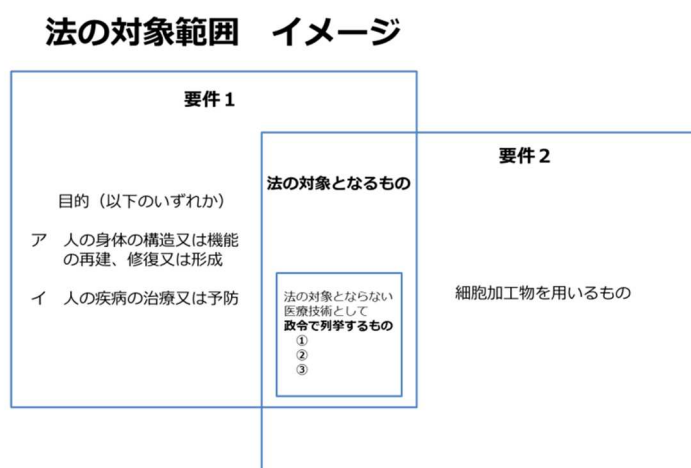 法の対象範囲　イメージ
要件１
要件２
法の対象となるもの
目的（以下のいずれか）
ア　人の身体の構造又は機能
の再建、修復又は形成
イ　人の疾病の治療又は予防
法の対象とならない
医療技術として
政令で列挙するもの
①
②
③
細胞加工物を用いるもの